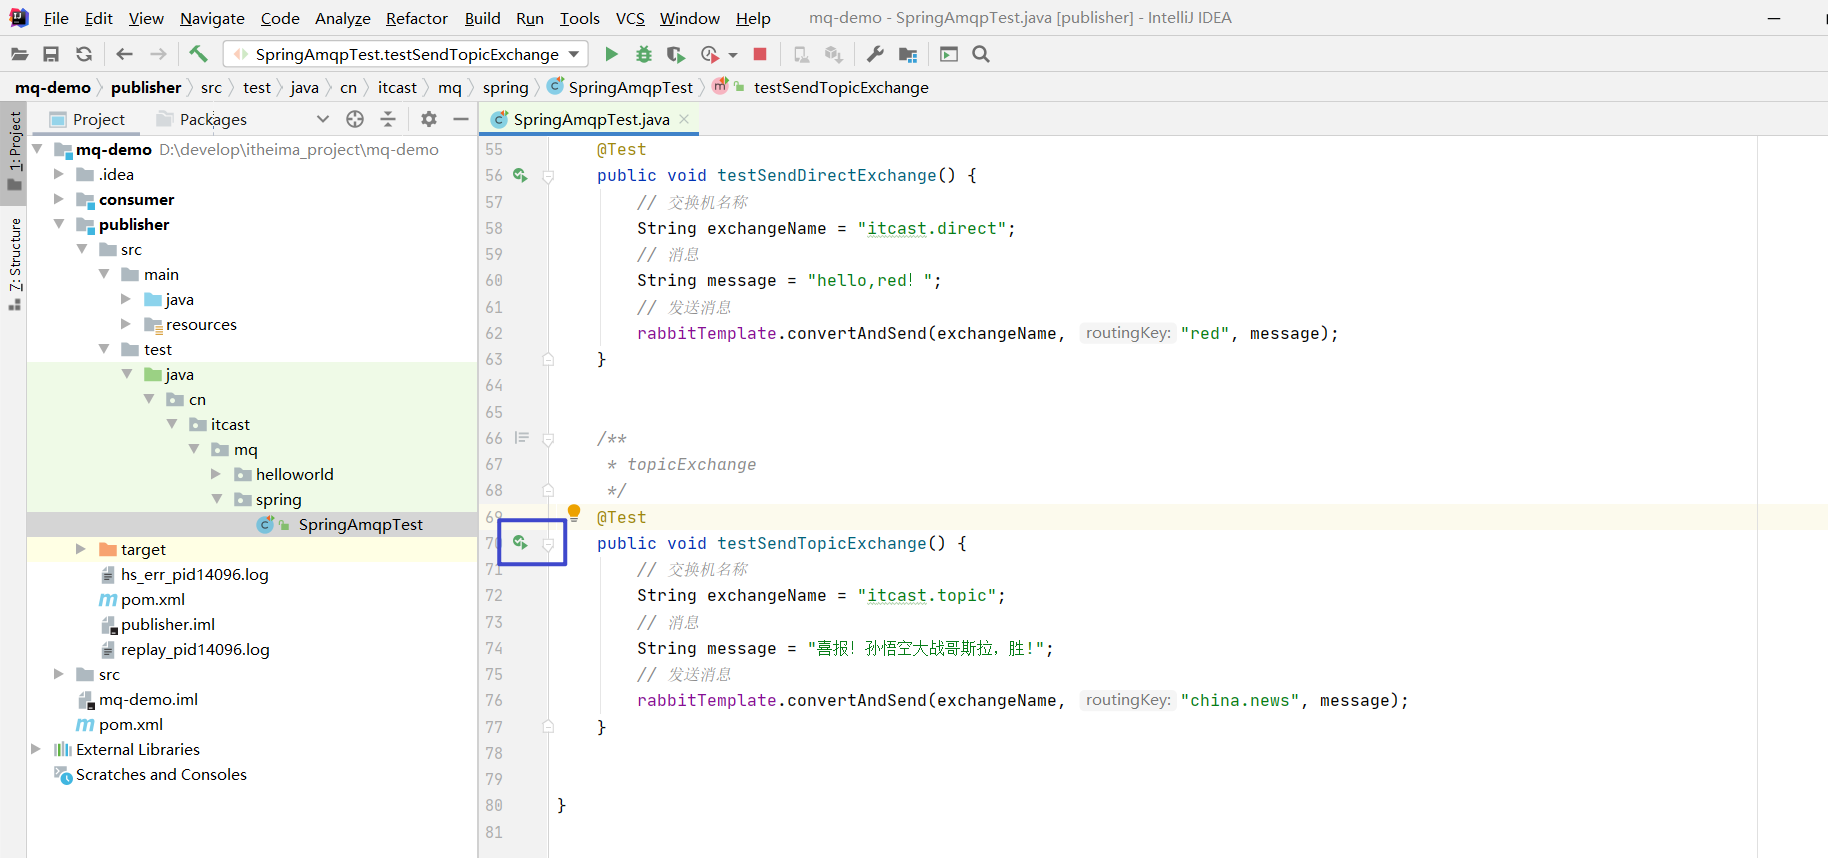 File Edit View Navigate Code Analyze Refactor Build Run Tools VCS Window Help mq-demo - SpringAmqpTest.java [publisher] - IntelliJ IDEA
SpringAmqpTest.testSendTopicExchange
mq-demo publisher src test java cn itcast mq spring SpringAmqpTest testSendTopicExchange
1: Project
7: Structure
Project Packages
mq-demo D:\develop\itheima_project\mq-demo
.idea
consumer
publisher
src
main
java
resources
test
java
cn
itcast
mq
helloworld
spring
SpringAmqpTest
target
hs_err_pid14096.log
pom.xml
publisher.iml
replay_pid14096.log
src
mq-demo.iml
pom.xml
External Libraries
Scratches and Consoles
SpringAmqpTest.java
55 @Test
56 public void testSendDirectExchange() {
57 // 交换机名称
58 String exchangeName = "itcast.direct";
59 // 消息
60 String message = "hello,red！";
61 // 发送消息
62 rabbitTemplate.convertAndSend(exchangeName, routingKey: "red", message);
63 }
64
65
66 /**
67 * topicExchange
68 */
69 @Test
70 public void testSendTopicExchange() {
71 // 交换机名称
72 String exchangeName = "itcast.topic";
73 // 消息
74 String message = "喜报！孙悟空大战哥斯拉，胜!";
75 // 发送消息
76 rabbitTemplate.convertAndSend(exchangeName, routingKey: "china.news", message);
77 }
78
79
80 }
81